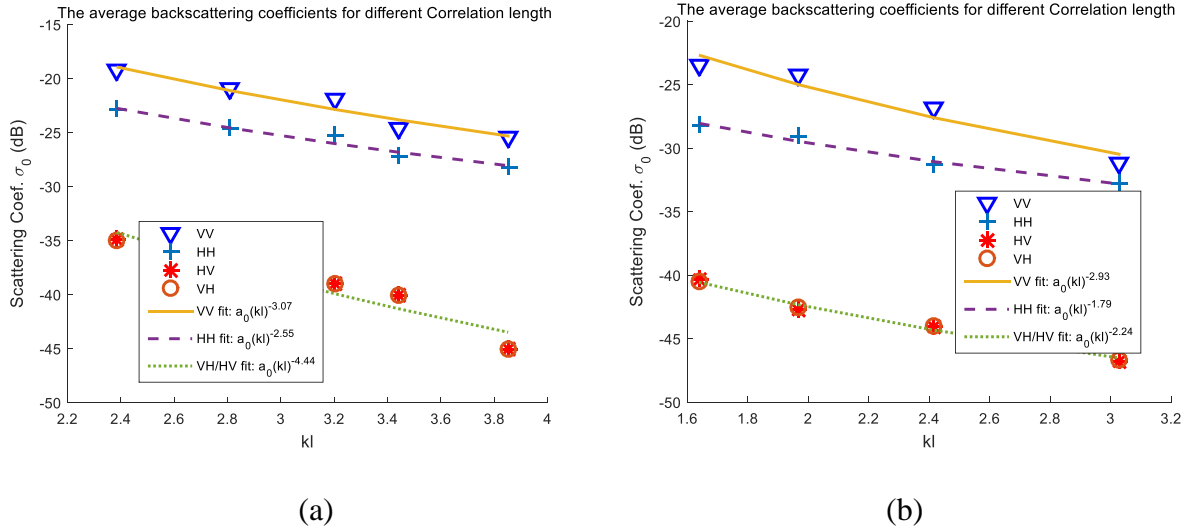 The average backscattering coefficients for different Correlation length
-15
-20
-25
-30
-35
-40
-45
-50
Scattering Coef. σ0 (dB)
VV
HH
HV
VH
VV fit: a0(kl)-3.07
HH fit: a0(kl)-2.55
VH/HV fit: a0(kl)-4.44
2.2 2.4 2.6 2.8 3 3.2 3.4 3.6 3.8 4
kl
(a)
The average backscattering coefficients for different Correlation length
-20
-25
-30
-35
-40
-45
-50
Scattering Coef. σ0 (dB)
VV
HH
HV
VH
VV fit: a0(kl)-2.93
HH fit: a0(kl)-1.79
VH/HV fit: a0(kl)-2.24
1.6 1.8 2 2.2 2.4 2.6 2.8 3 3.2
kl
(b)